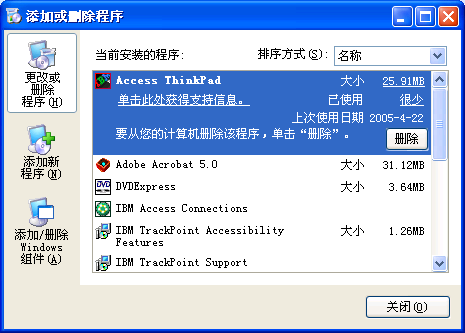 添加或删除程序
更改或
删除
程序(H)
添加新
程序(N)
添加/删除
Windows
组件(A)
当前安装的程序:
排序方式(S): 名称
Access ThinkPad 大小 25.91MB
单击此处获得支持信息。 已使用 很少
上次使用日期 2005-4-22
要从您的计算机删除该程序，单击“删除”。 删除
Adobe Acrobat 5.0 大小 31.12MB
DVDExpress 大小 3.64MB
IBM Access Connections
IBM TrackPoint Accessibility 大小 1.26MB
Features
IBM TrackPoint Support
关闭(O)